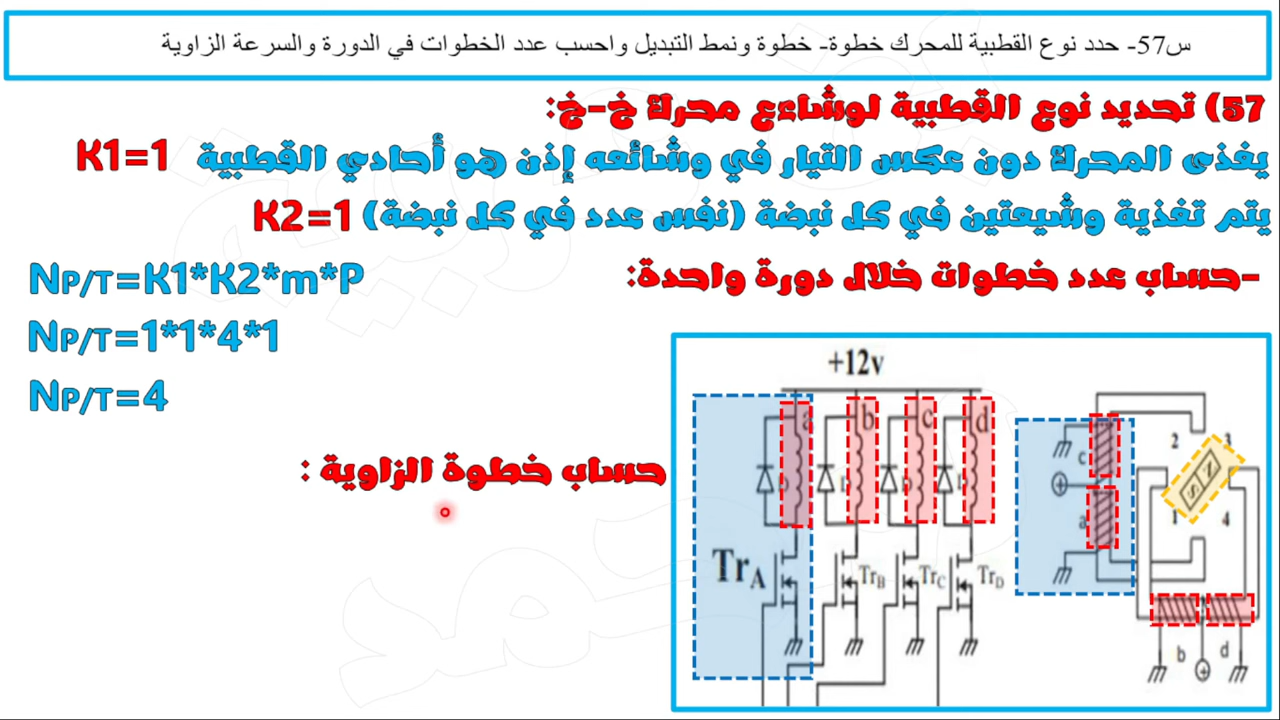 س57- حدد نوع القطبية للمحرك خطوة- خطوة ونمط التبديل واحسب عدد الخطوات في الدورة والسرعة الزاوية
57) تحديد نوع القطبية لوشائع محرك خ-خ:
يغذى المحرك دون عكس التيار في وشائعه إذن هو أحادي القطبية K1=1
يتم تغذية وشيعتين في كل نبضة (نفس عدد في كل نبضة) K2=1
-حساب عدد خطوات خلال دورة واحدة:
NP/T=K1*K2*m*P
NP/T=1*1*4*1
NP/T=4
حساب خطوة الزاوية :
+12v
a b c d
TrA TrB TrC TrD
2 3
c
S N
a 1 4
b d